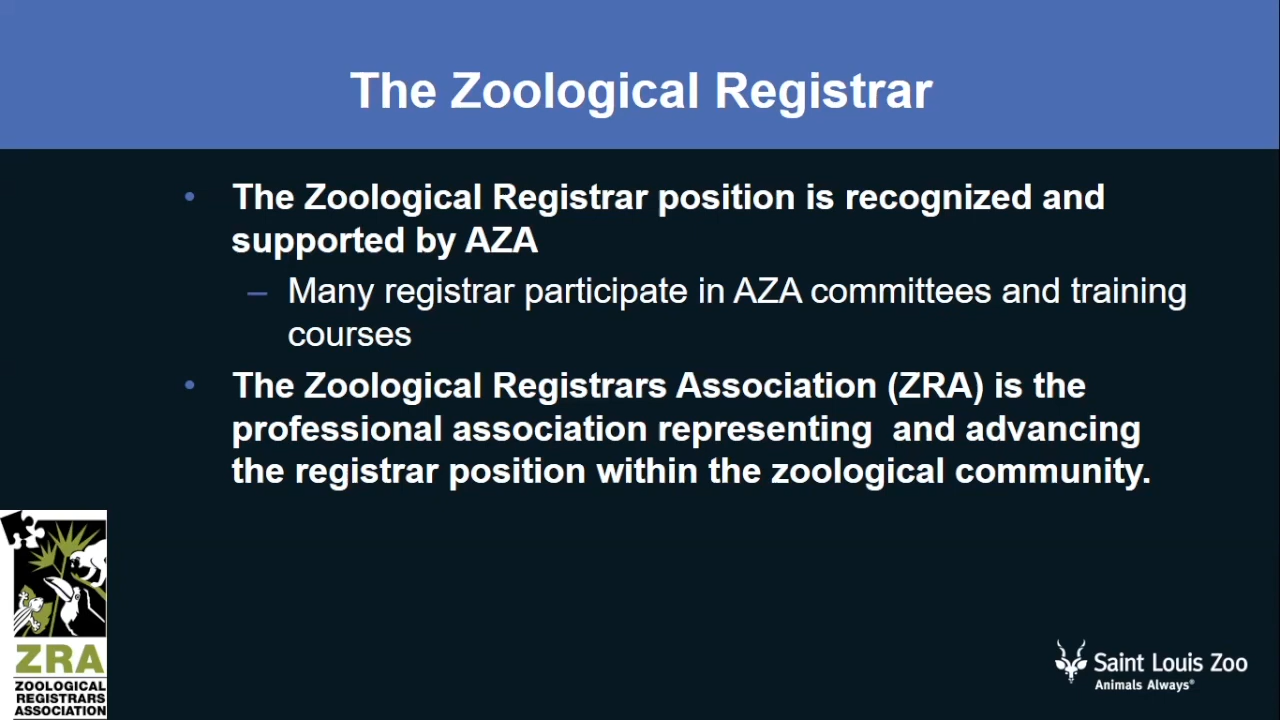 The Zoological Registrar
• The Zoological Registrar position is recognized and
supported by AZA
– Many registrar participate in AZA committees and training
courses
• The Zoological Registrars Association (ZRA) is the
professional association representing  and advancing
the registrar position within the zoological community.
ZRA
ZOOLOGICAL
REGISTRARS
ASSOCIATION
Saint Louis Zoo
Animals Always®